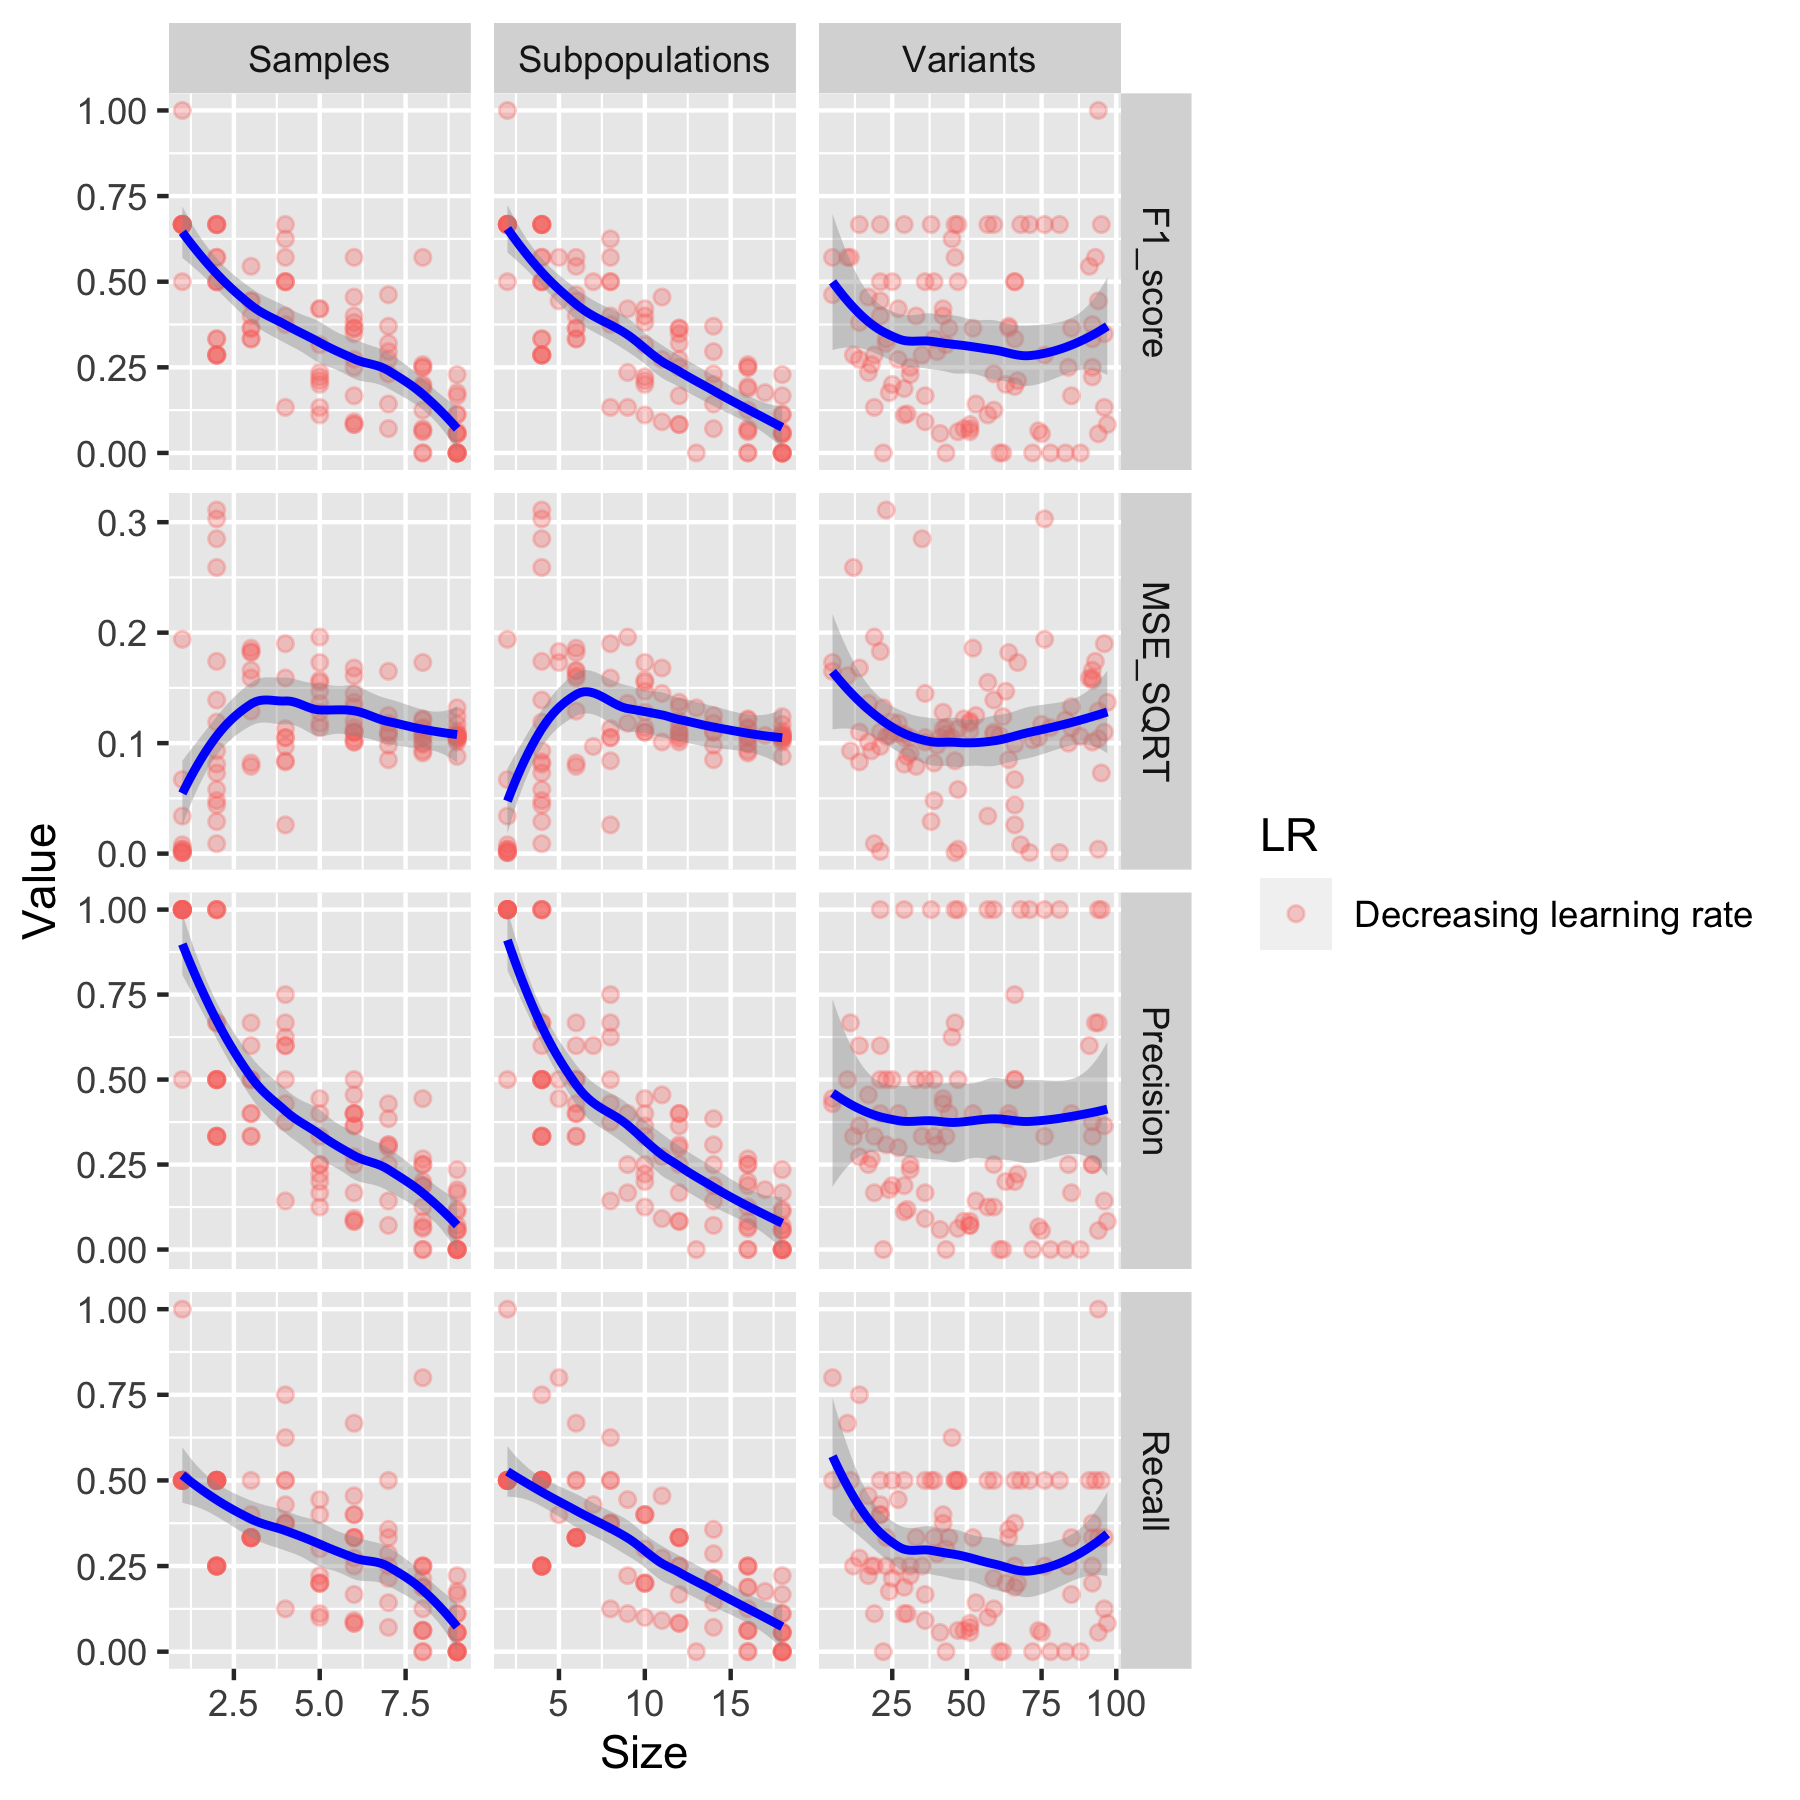 Samples Subpopulations Variants
1.00
0.75
0.50
0.25
0.00
F1_score
0.3
0.2
0.1
0.0
MSE_SQRT
1.00
0.75
0.50
0.25
0.00
Precision
1.00
0.75
0.50
0.25
0.00
Recall
2.5 5.0 7.5 5 10 15 25 50 75 100
Size
Value
LR
Decreasing learning rate